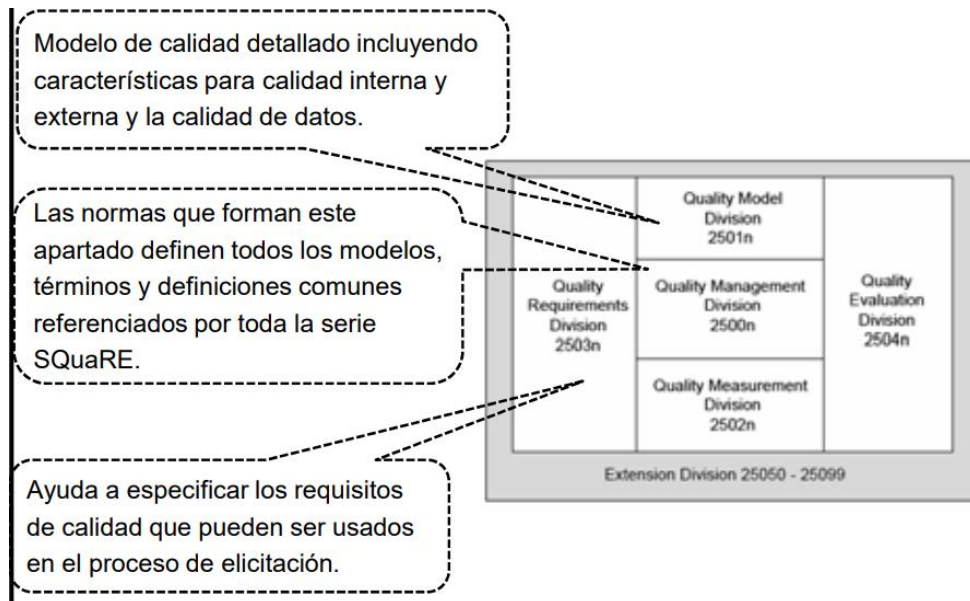 Modelo de calidad detallado incluyendo
características para calidad interna y
externa y la calidad de datos.
Las normas que forman este
apartado definen todos los modelos,
términos y definiciones comunes
referenciados por toda la serie
SQuaRE.
Ayuda a especificar los requisitos
de calidad que pueden ser usados
en el proceso de elicitación.
Quality
Requirements
Division
2503n
Quality Model
Division
2501n
Quality Management
Division
2500n
Quality Measurement
Division
2502n
Quality
Evaluation
Division
2504n
Extension Division 25050 - 25099